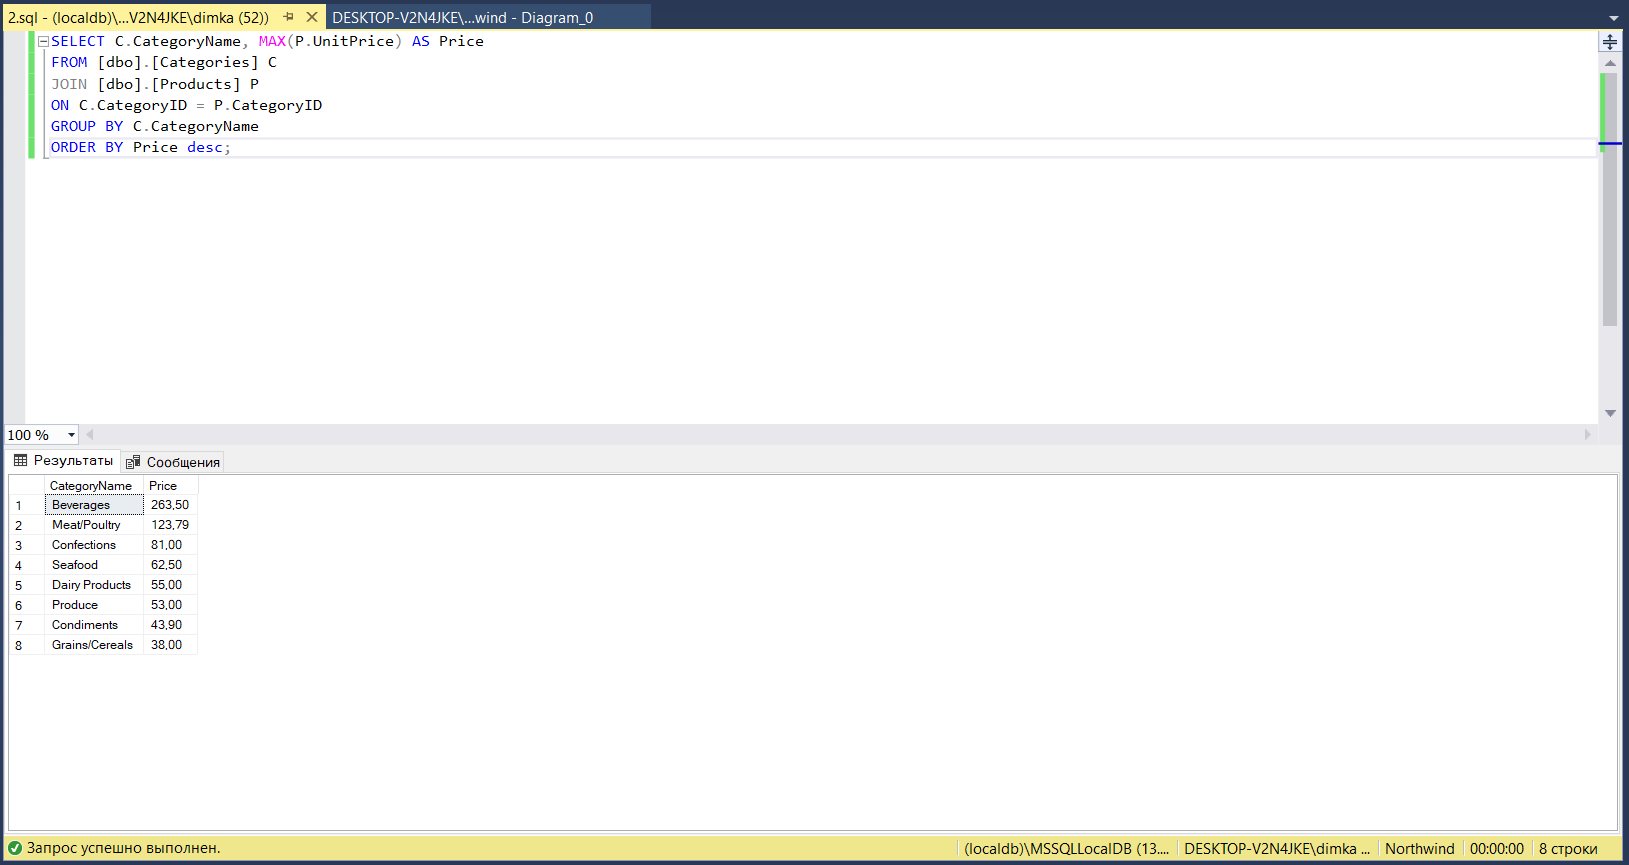 2.sql - (localdb)\...V2N4JKE\dimka (52))
DESKTOP-V2N4JKE\...wind - Diagram_0
SELECT C.CategoryName, MAX(P.UnitPrice) AS Price
FROM [dbo].[Categories] C
JOIN [dbo].[Products] P
ON C.CategoryID = P.CategoryID
GROUP BY C.CategoryName
ORDER BY Price desc;
100 %
Результаты Сообщения
CategoryName Price
1 Beverages 263,50
2 Meat/Poultry 123,79
3 Confections 81,00
4 Seafood 62,50
5 Dairy Products 55,00
6 Produce 53,00
7 Condiments 43,90
8 Grains/Cereals 38,00
Запрос успешно выполнен. (localdb)\MSSQLLocalDB (13.... DESKTOP-V2N4JKE\dimka ... Northwind 00:00:00 8 строки